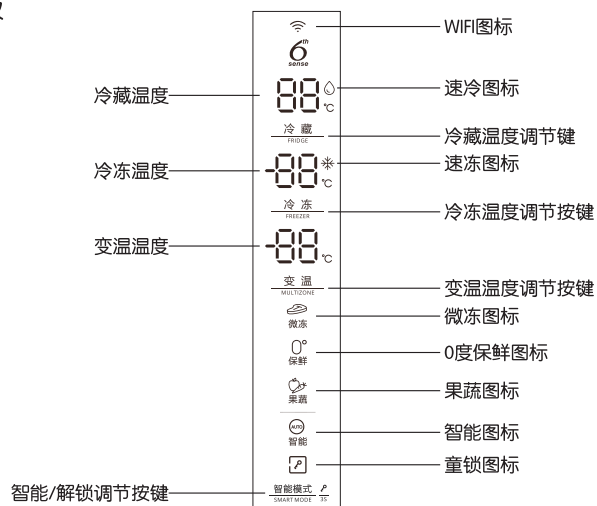 WIFI图标
6th
sense
冷藏温度
88
℃
速冷图标
冷藏
FRIDGE
冷藏温度调节键
冷冻温度
-88
℃
速冻图标
冷冻
FREEZER
冷冻温度调节按键
变温温度
-88
℃
变温
MULTIZONE
变温温度调节按键
微冻
微冻图标
0°
保鲜
0度保鲜图标
果蔬
果蔬图标
AUTO
智能
智能图标
童锁图标
智能/解锁调节按键
智能模式
SMART MODE
3S